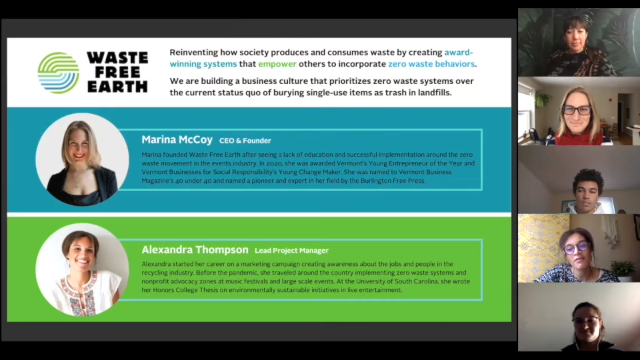 WASTE
FREE
EARTH
Reinventing how society produces and consumes waste by creating award-
winning systems that empower others to incorporate zero waste behaviors.
We are building a business culture that prioritizes zero waste systems over
the current status quo of burying single-use items as trash in landfills.
Marina McCoy CEO & Founder
Marina founded Waste Free Earth after seeing a lack of education and successful implementation around the zero
waste movement in the events industry. In 2020, she was awarded Vermont's Young Entrepreneur of the Year and
Vermont Businesses for Social Responsibility's Young Change Maker. She was named to Vermont Business
Magazine's 40 under 40 and named a pioneer and expert in her field by the Burlington Free Press.
Alexandra Thompson Lead Project Manager
Alexandra started her career on a marketing campaign creating awareness about the jobs and people in the
recycling industry. Before the pandemic, she traveled around the country implementing zero waste systems and
nonprofit advocacy zones at music festivals and large scale events. At the University of South Carolina, she wrote
her Honors College Thesis on environmentally sustainable initiatives in live entertainment.